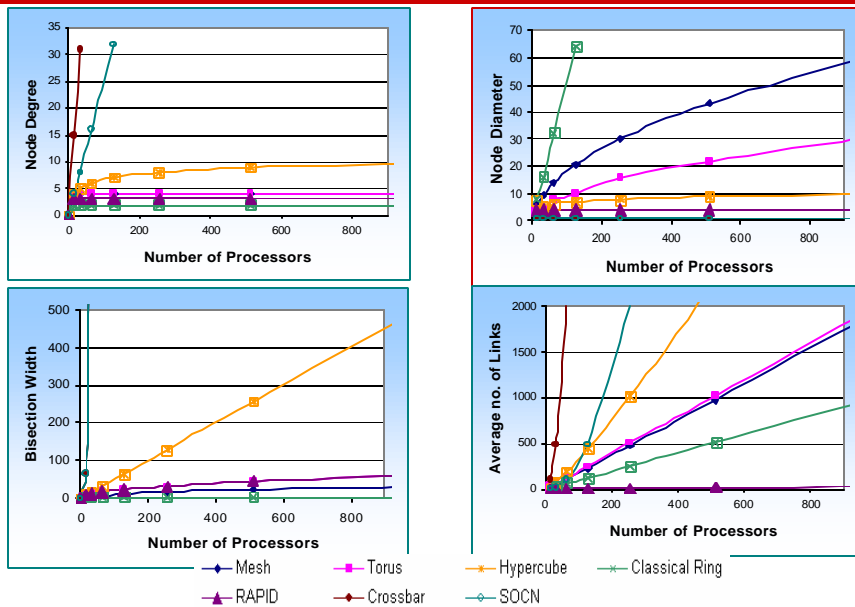 35
30
25
20
15
10
5
0
Node Degree
0 200 400 600 800
Number of Processors
70
60
50
40
30
20
10
0
Node Diameter
0 200 400 600 800
Number of Processors
500
400
300
200
100
0
Bisection Width
0 200 400 600 800
Number of Processors
2000
1500
1000
500
0
Average no. of Links
0 200 400 600 800
Number of Processors
Mesh Torus Hypercube Classical Ring
RAPID Crossbar SOCN